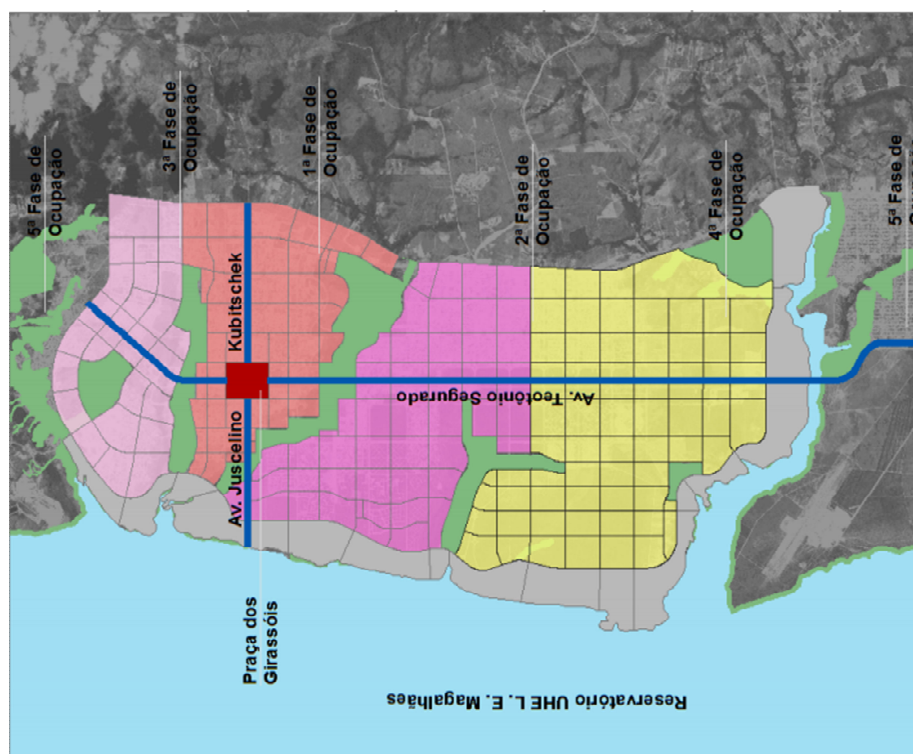 5ª Fase de
Ocupação
3ª Fase de
Ocupação
1ª Fase de
Ocupação
2ª Fase de
Ocupação
4ª Fase de
Ocupação
5ª Fase de
Av. Juscelino Kubitschek
Av. Teotônio Segurado
Praça dos
Girassóis
Reservatório UHE L. E. Magalhães